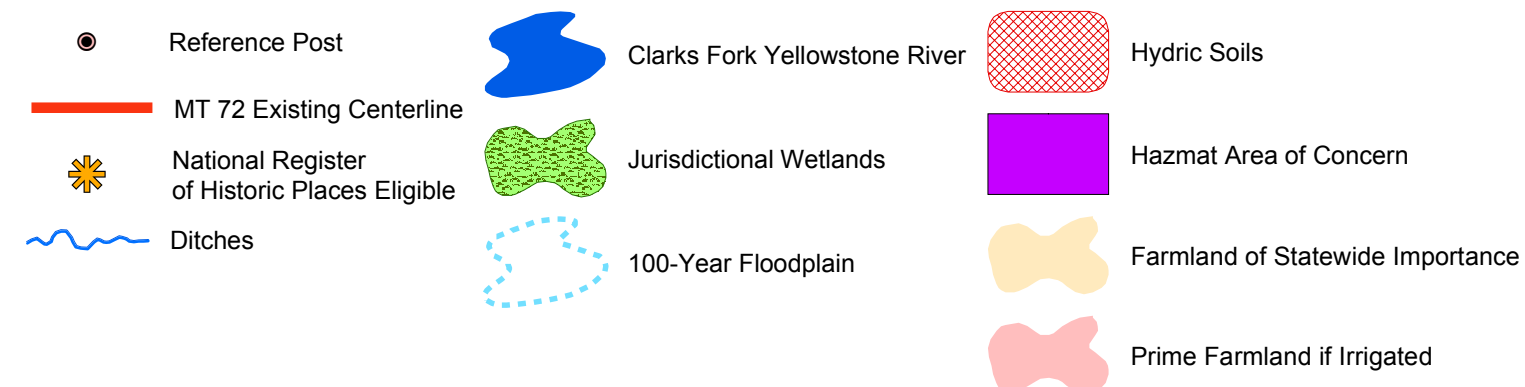 Reference Post
MT 72 Existing Centerline
National Register
of Historic Places Eligible
Ditches
Clarks Fork Yellowstone River
Jurisdictional Wetlands
100-Year Floodplain
Hydric Soils
Hazmat Area of Concern
Farmland of Statewide Importance
Prime Farmland if Irrigated